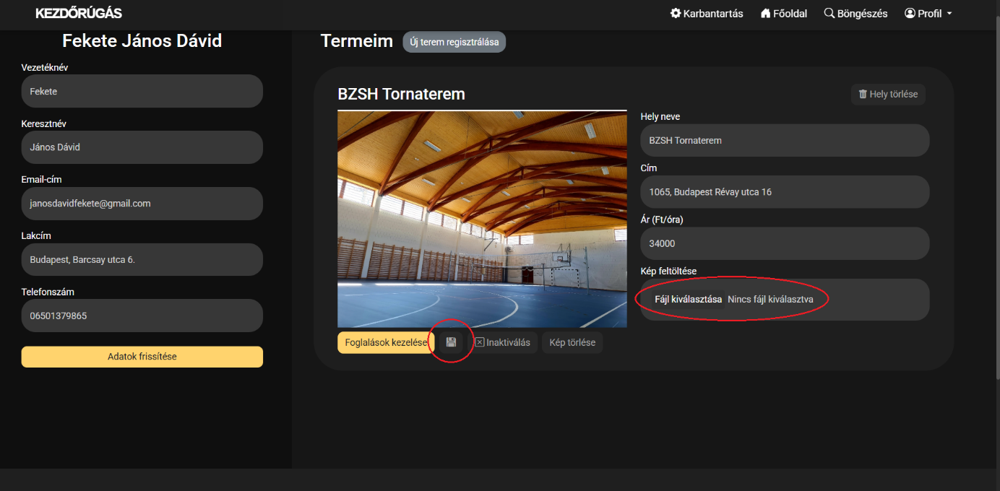 KEZDŐRÚGÁS
Karbantartás
Főoldal
Böngészés
Profil
Fekete János Dávid
Vezetéknév
Fekete
Keresztnév
János Dávid
Email-cím
janosdavidfekete@gmail.com
Lakcím
Budapest, Barcsay utca 6.
Telefonszám
06501379865
Adatok frissítése
Termeim
Új terem regisztrálása
BZSH Tornaterem
Hely törlése
Hely neve
BZSH Tornaterem
Cím
1065, Budapest Révay utca 16
Ár (Ft/óra)
34000
Kép feltöltése
Fájl kiválasztása Nincs fájl kiválasztva
Foglalások kezelése
Inaktiválás
Kép törlése